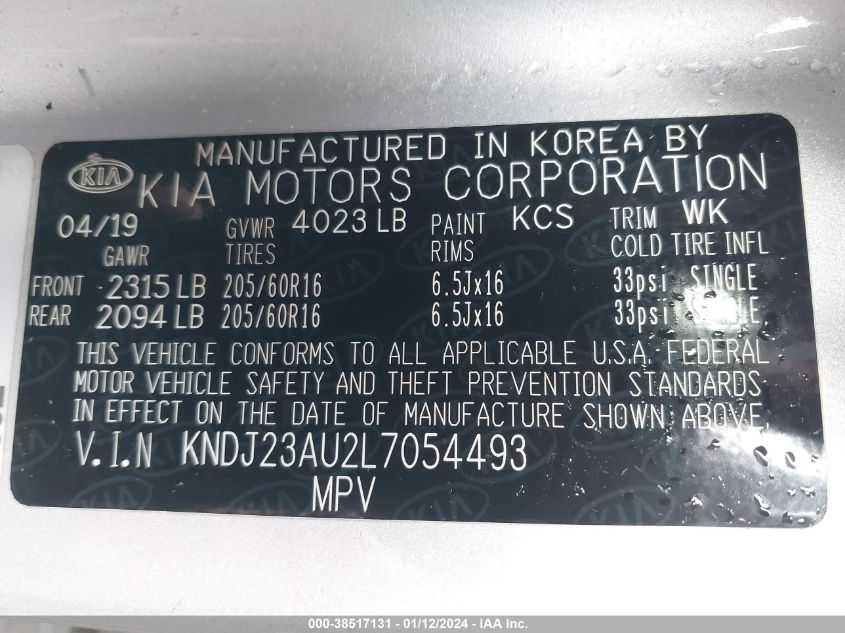 MANUFACTURED IN KOREA BY
KIA KIA MOTORS CORPORATION
04/19 GVWR 4023 LB PAINT KCS TRIM WK
GAWR TIRES RIMS COLD TIRE INFL
FRONT 2315 LB 205/60R16 6.5Jx16 33psi SINGLE
REAR 2094 LB 205/60R16 6.5Jx16 33psi SINGLE
THIS VEHICLE CONFORMS TO ALL APPLICABLE U.S.A. FEDERAL
MOTOR VEHICLE SAFETY AND THEFT PREVENTION STANDARDS
IN EFFECT ON THE DATE OF MANUFACTURE SHOWN ABOVE.
V.I.N KNDJ23AU2L7054493
MPV
000-38517131 - 01/12/2024 - IAA Inc.